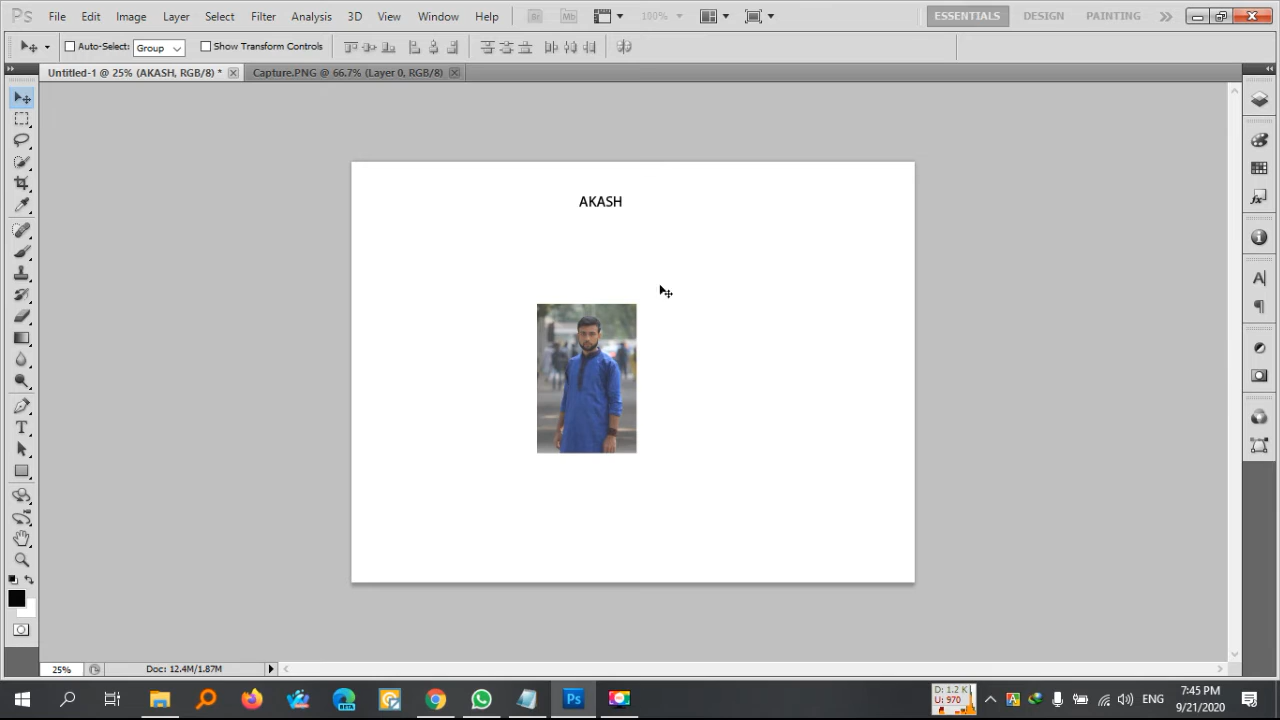 Ps File Edit Image Layer Select Filter Analysis 3D View Window Help Br Mb 100% ESSENTIALS DESIGN PAINTING
Auto-Select: Group Show Transform Controls
Untitled-1 @ 25% (AKASH, RGB/8) * Capture.PNG @ 66.7% (Layer 0, RGB/8)
AKASH
25% Doc: 12.4M/1.87M
D: 1.2 K
U: 970
ENG
7:45 PM
9/21/2020